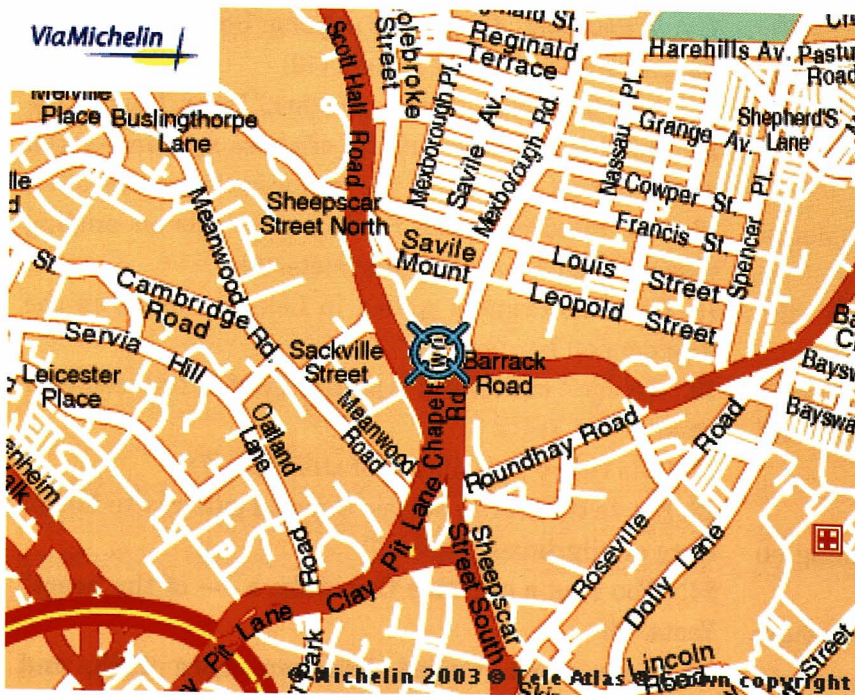 ViaMichelin
Scott Hall Road
Street
Reginald
Terrace
Harehills Av.
Road
Place
Buslingthorpe
Lane
Mexborough Pl.
Savile Av.
Mexborough Rd.
Nassau Pl.
Grange Av.
Shepherd'S
Lane
Cowper St.
Francis St.
Spencer Pl.
Sheepscar
Street North
Meanwood Rd.
Savile
Mount
Louis Street
Leopold Street
St.
Cambridge
Road
Servia Hill
Sackville
Street
Barrack
Road
Leicester
Place
Oatland
Lane
Meanwood
Road
Chapeltown
Rd
Roundhay Road
Roseville Road
Dolly Lane
Clay Pit Lane
Pit Lane
Sheepscar
Street South
Road
Park
Pit Lane
Lincoln
Road
Street
© Michelin 2003 © Tele Atlas © Crown copyright